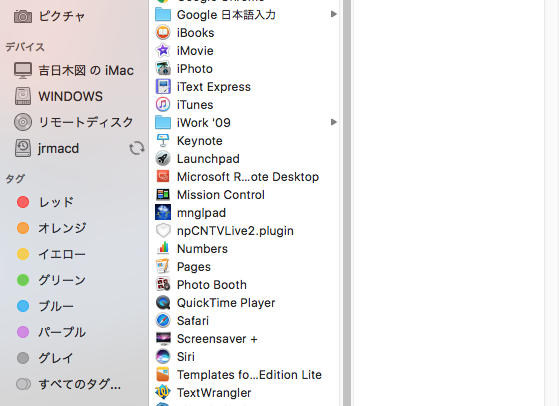 ピクチャ
デバイス
吉日木図 の iMac
WINDOWS
リモートディスク
jrmacd
タグ
レッド
オレンジ
イエロー
グリーン
ブルー
パープル
グレイ
すべてのタグ...
Google Chrome
Google 日本語入力
iBooks
iMovie
iPhoto
iText Express
iTunes
iWork '09
Keynote
Launchpad
Microsoft R...ote Desktop
Mission Control
mnglpad
npCNTVLive2.plugin
Numbers
Pages
Photo Booth
QuickTime Player
Safari
Screensaver +
Siri
Templates fo...Edition Lite
TextWrangler